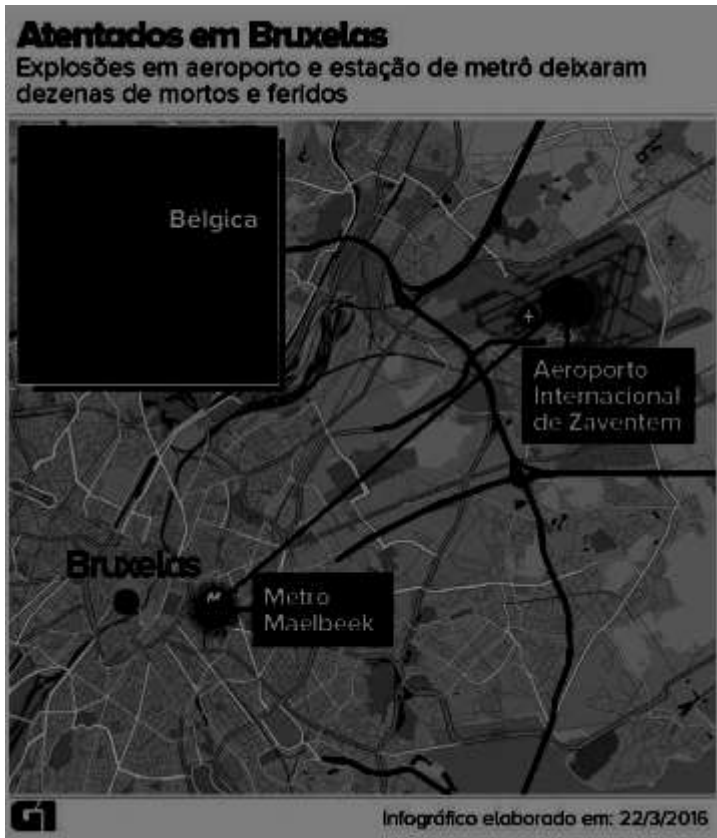 Atentados em Bruxelas
Explosões em aeroporto e estação de metrô deixaram
dezenas de mortos e feridos
Bélgica
Aeroporto
Internacional
de Zaventem
Bruxelas
Metrô
Maelbeek
G1
Infográfico elaborado em: 22/3/2016